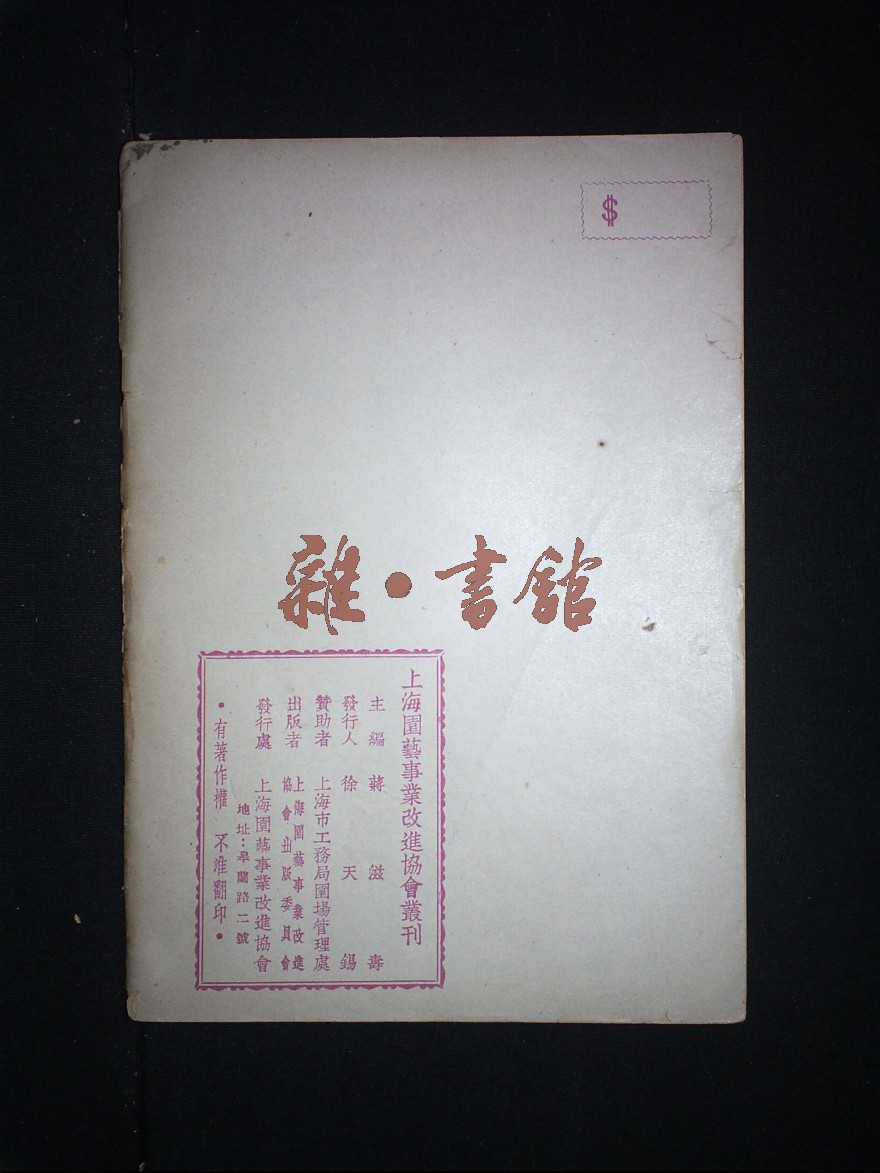 $
雜·書舘
上海園藝事業改進協會叢刊
主編 蔣滋壽
發行人 徐天錫
贊助者 上海市工務局園場管理處
出版者 上海園藝事業改進
協會出版委員會
發行處 上海園藝事業改進協會
地址：皋蘭路二號
•有著作權 不准翻印•